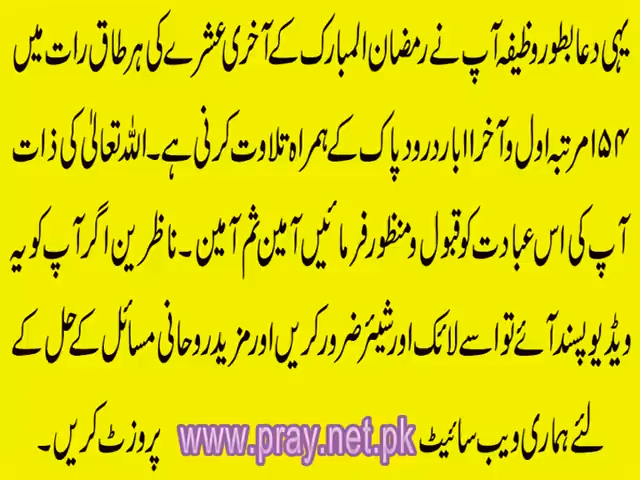 یہی دعا بطور وظیفہ آپ نے رمضان المبارک کے آخری عشرے کی ہر طاق رات میں
۱۵۴ مرتبہ اول و آخر ۱۱ بار درود پاک کے ہمراہ تلاوت کرنی ہے۔ اللہ تعالیٰ کی ذات
آپ کی اس عبادت کو قبول و منظور فرمائیں آمین ثم آمین۔ ناظرین اگر آپ کو یہ
ویڈیو پسند آئے تو اسے لائک اور شیئر ضرور کریں اور مزید روحانی مسائل کے حل کے
لئے ہماری ویب سائیٹ www.pray.net.pk پر وزٹ کریں۔